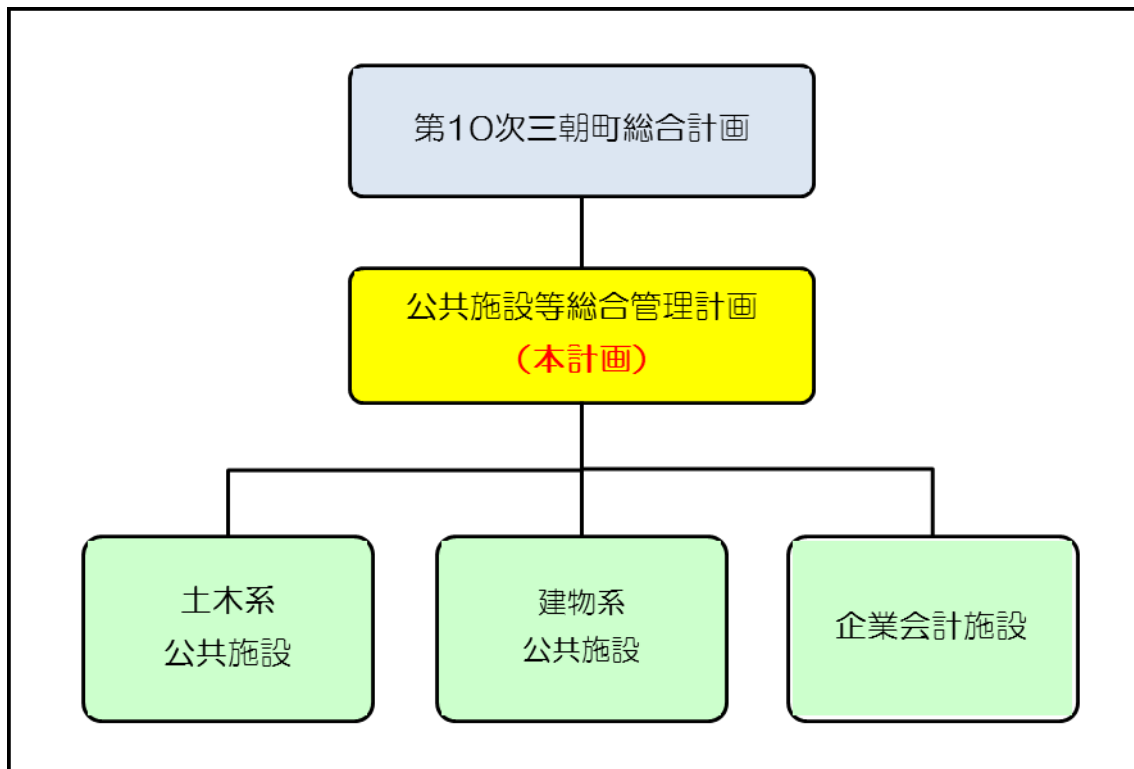 第10次三朝町総合計画
公共施設等総合管理計画
（本計画）
土木系
公共施設
建物系
公共施設
企業会計施設